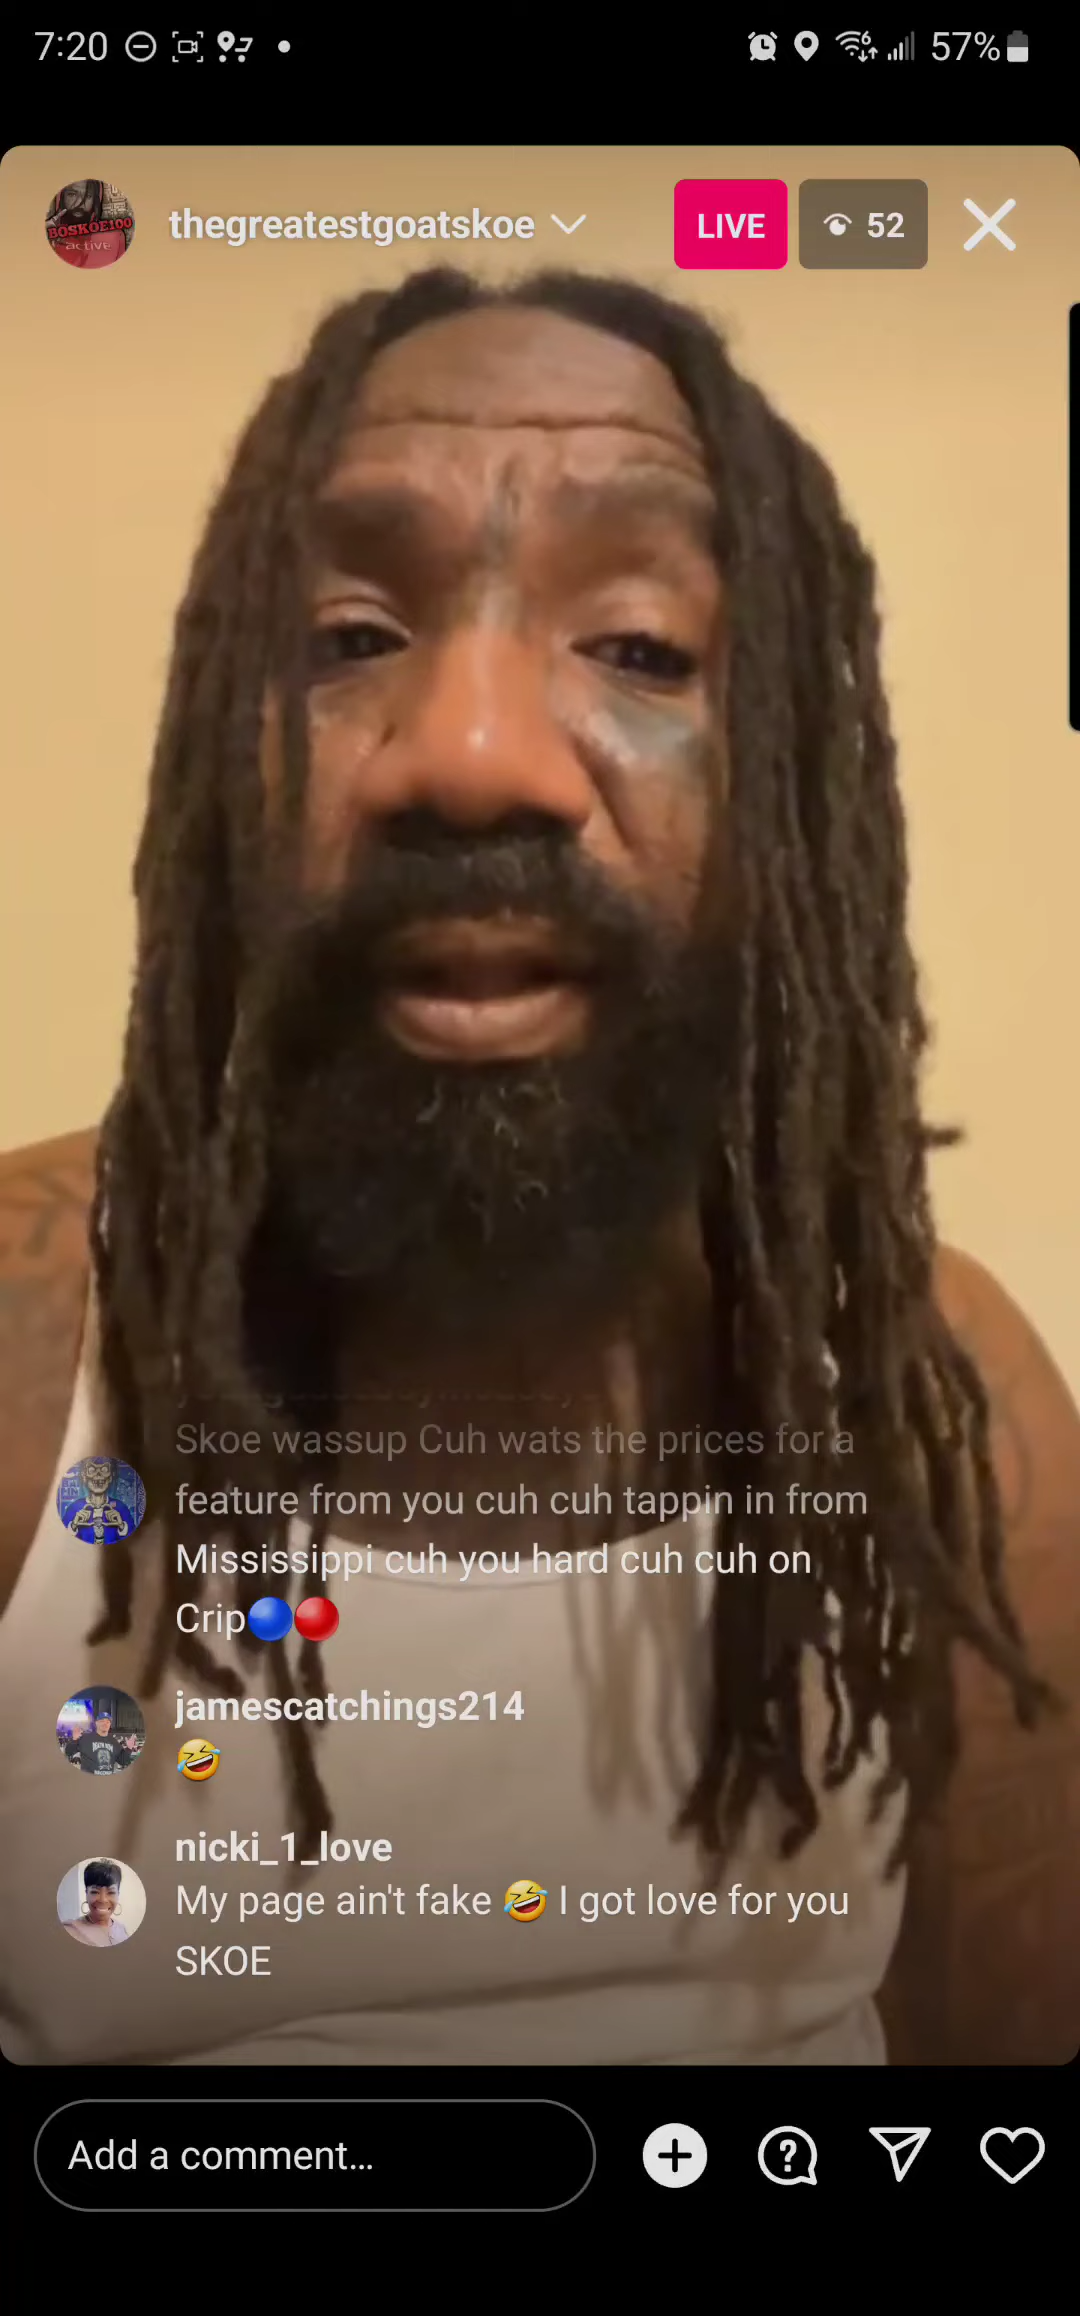 7:20
57%
BOSKOE100
active
thegreatestgoatskoe
LIVE
52
Skoe wassup Cuh wats the prices for a
feature from you cuh cuh tappin in from
Mississippi cuh you hard cuh cuh on
Crip🔵🔴
jamescatchings214
🤣
nicki_1_love
My page ain't fake 🤣 I got love for you
SKOE
Add a comment...